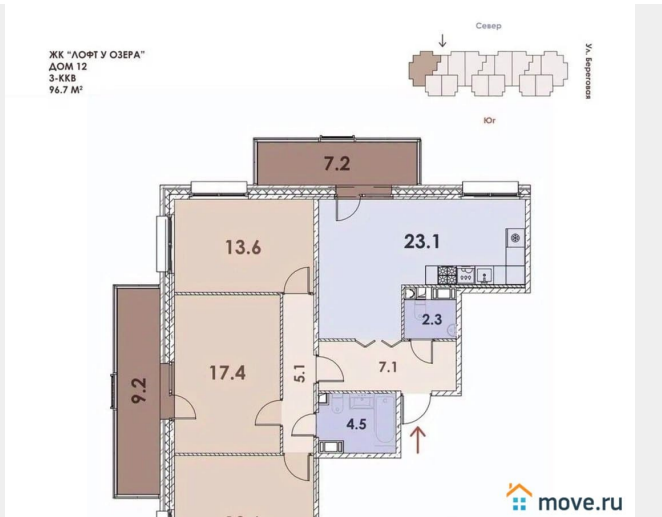 ЖК "ЛОФТ У ОЗЕРА"
ДОМ 12
3-ККВ
96.7 М²
Север
Ул. Береговая
Юг
7.2
13.6
23.1
2.3
7.1
17.4
5.1
9.2
4.5
move.ru